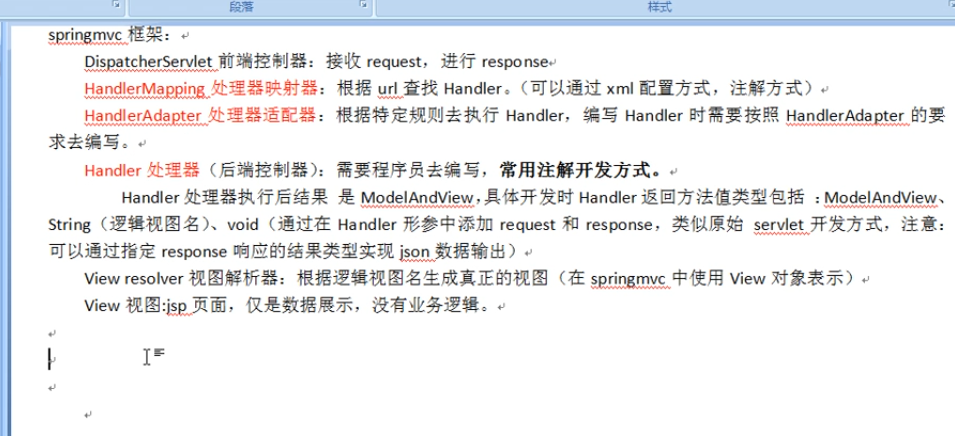 段落
样式
springmvc 框架：
DispatcherServlet 前端控制器：接收 request，进行 response
HandlerMapping 处理器映射器：根据 url 查找 Handler。（可以通过 xml 配置方式，注解方式）
HandlerAdapter 处理器适配器：根据特定规则去执行 Handler，编写 Handler 时需要按照 HandlerAdapter 的要
求去编写。
Handler 处理器（后端控制器）：需要程序员去编写，常用注解开发方式。
Handler 处理器执行后结果 是 ModelAndView，具体开发时 Handler 返回方法值类型包括 ：ModelAndView、
String（逻辑视图名）、void（通过在 Handler 形参中添加 request 和 response，类似原始 servlet 开发方式，注意：
可以通过指定 response 响应的结果类型实现 json 数据输出）
View resolver 视图解析器：根据逻辑视图名生成真正的视图（在 springmvc 中使用 View 对象表示）
View 视图:jsp 页面，仅是数据展示，没有业务逻辑。